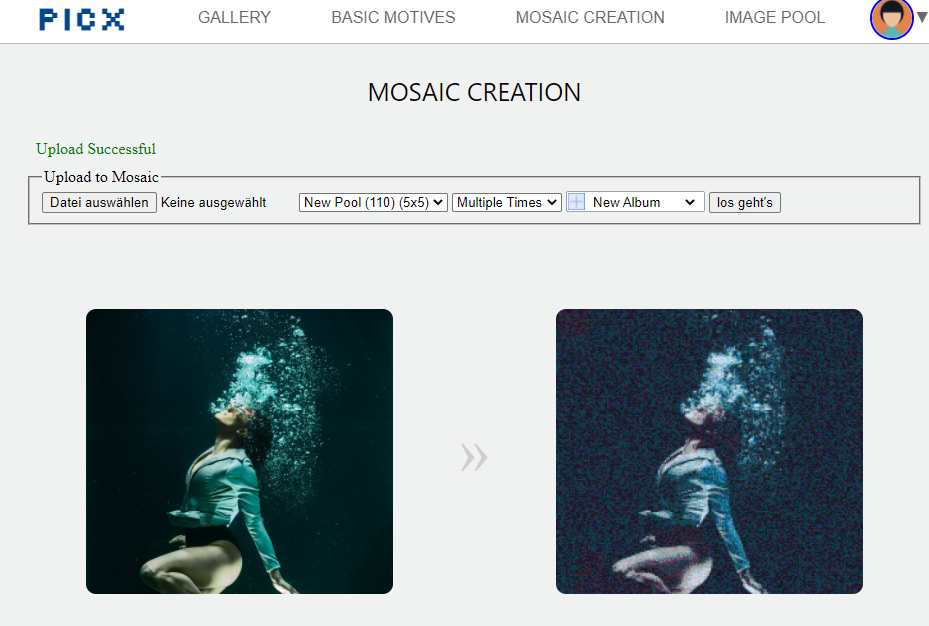 PICX GALLERY BASIC MOTIVES MOSAIC CREATION IMAGE POOL ▼
MOSAIC CREATION
Upload Successful
Upload to Mosaic
Datei auswählen Keine ausgewählt New Pool (110) (5x5) Multiple Times New Album los geht's
»